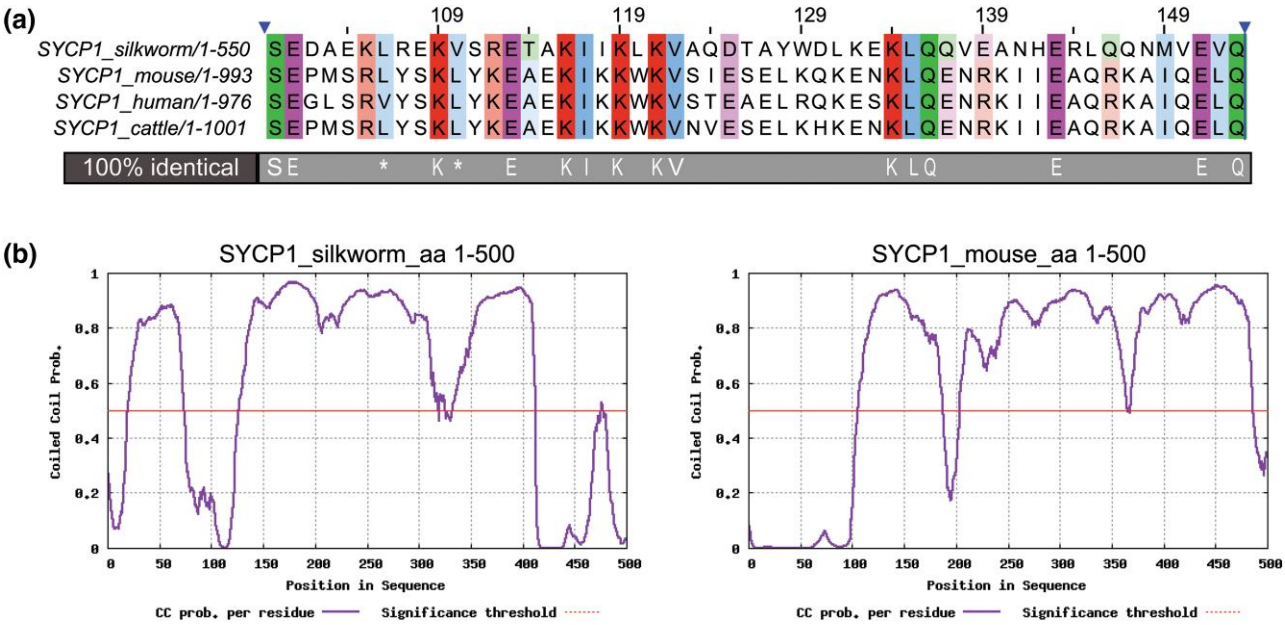 (a)
109 119 129 139 149
SYCP1_silkworm/1-550 SEDAEKLREKVSRETAKIIKLKVAQDTAYWDLKEKLQQVEANHERLQQNMVEVQ
SYCP1_mouse/1-993 SEPMSRLYSKLYKEAEKIKKWKVSIESELKQKENKLQENRKIIEAQRKAIQELQ
SYCP1_human/1-976 SEGLSRVYSKLYKEAEKIKKWKVSTEAELRQKESKLQENRKIIEAQRKAIQELQ
SYCP1_cattle/1-1001 SEPMSRLYSKLYKEAEKIKKWKVNVESELKHKENKLQENRKIIEAQRKAIQELQ
100% identical SE * K * E K I K K V K L Q E E Q
(b)
SYCP1_silkworm_aa 1-500
Coiled Coil Prob.
1
0.8
0.6
0.4
0.2
0
0 50 100 150 200 250 300 350 400 450 500
Position in Sequence
CC prob. per residue Significance threshold
SYCP1_mouse_aa 1-500
Coiled Coil Prob.
1
0.8
0.6
0.4
0.2
0
0 50 100 150 200 250 300 350 400 450 500
Position in Sequence
CC prob. per residue Significance threshold